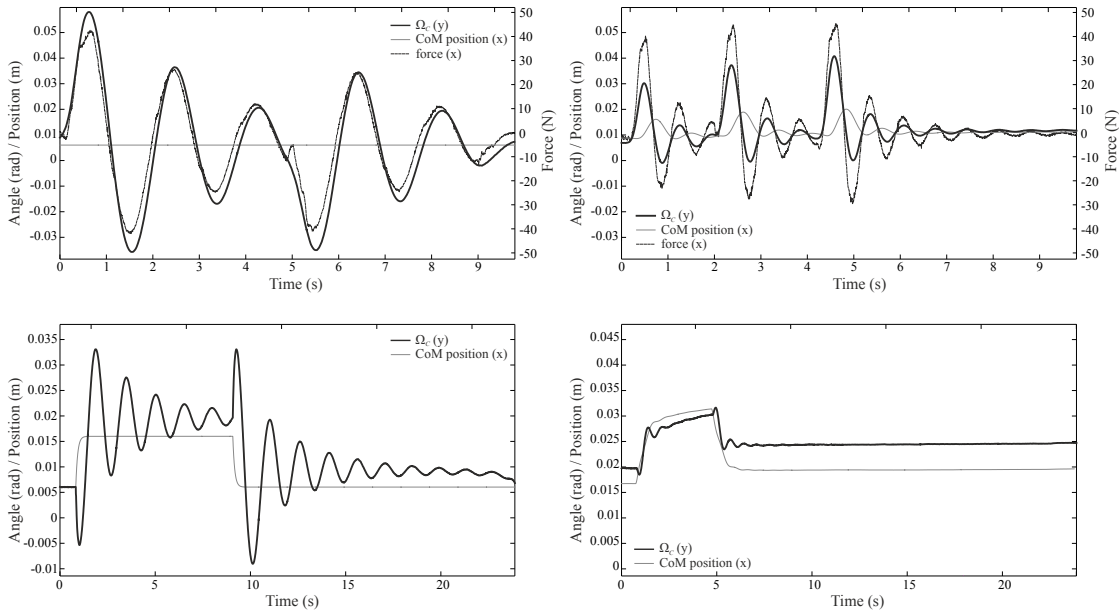 Angle (rad) / Position (m)
0.05
0.04
0.03
0.02
0.01
0
-0.01
-0.02
-0.03
Ω_C (y)
CoM position (x)
force (x)
50
40
30
20
10
0
-10
-20
-30
-40
-50
Force (N)
0 1 2 3 4 5 6 7 8 9
Time (s)
Angle (rad) / Position (m)
0.05
0.04
0.03
0.02
0.01
0
-0.01
-0.02
-0.03
Ω_C (y)
CoM position (x)
force (x)
50
40
30
20
10
0
-10
-20
-30
-40
-50
Force (N)
0 1 2 3 4 5 6 7 8 9
Time (s)
Angle (rad) / Position (m)
0.035
0.03
0.025
0.02
0.015
0.01
0.005
0
-0.005
-0.01
Ω_C (y)
CoM position (x)
0 5 10 15 20
Time (s)
Angle (rad) / Position (m)
0.045
0.04
0.035
0.03
0.025
0.02
0.015
0.01
0.005
0
Ω_C (y)
CoM position (x)
0 5 10 15 20
Time (s)